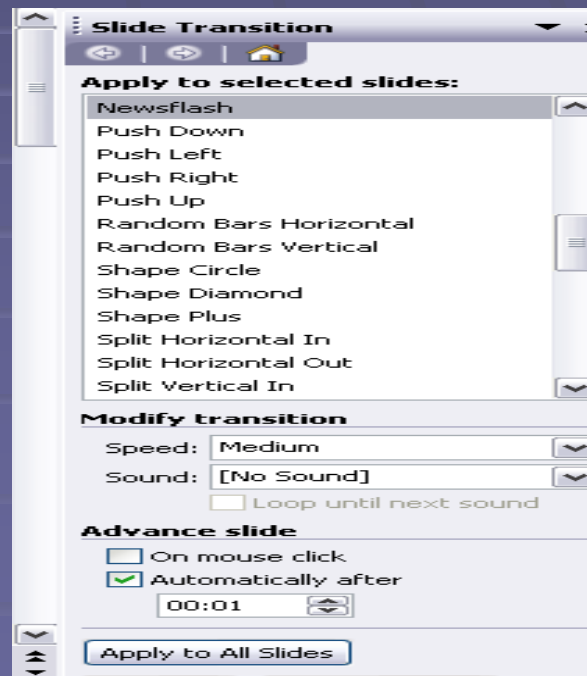 Slide Transition
Apply to selected slides:
Newsflash
Push Down
Push Left
Push Right
Push Up
Random Bars Horizontal
Random Bars Vertical
Shape Circle
Shape Diamond
Shape Plus
Split Horizontal In
Split Horizontal Out
Split Vertical In
Modify transition
Speed: Medium
Sound: [No Sound]
Loop until next sound
Advance slide
On mouse click
Automatically after
00:01
Apply to All Slides